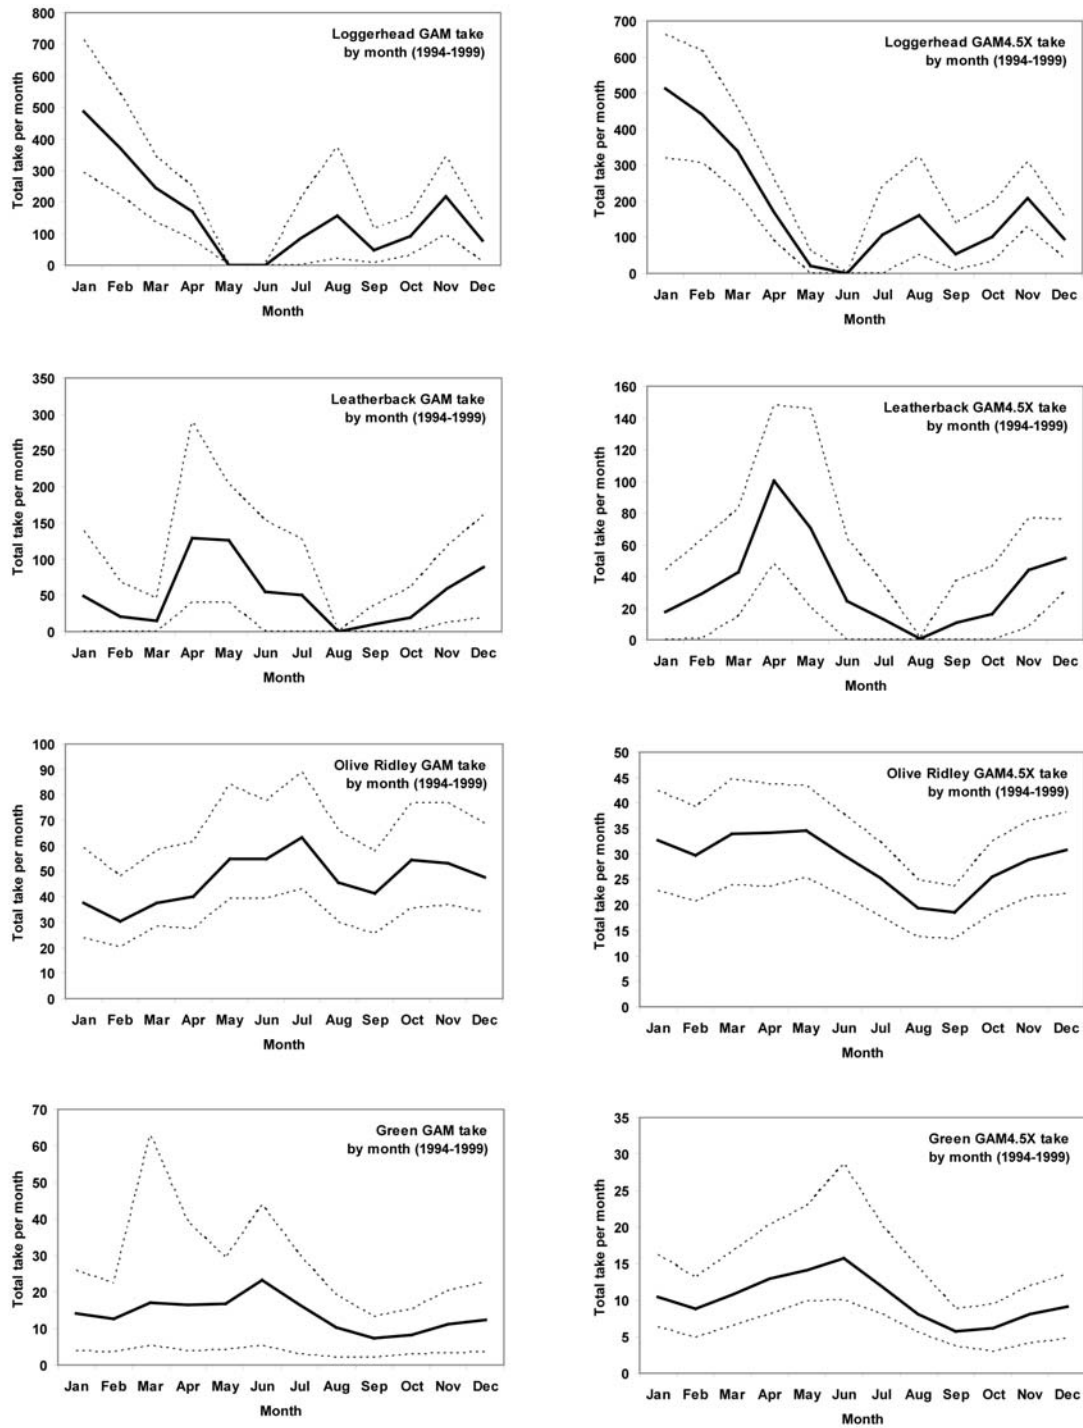 Loggerhead GAM take
by month (1994-1999)
Total take per month
800
700
600
500
400
300
200
100
0
Jan Feb Mar Apr May Jun Jul Aug Sep Oct Nov Dec
Month
Loggerhead GAM4.5X take
by month (1994-1999)
Total take per month
700
600
500
400
300
200
100
0
Jan Feb Mar Apr May Jun Jul Aug Sep Oct Nov Dec
Month
Leatherback GAM take
by month (1994-1999)
Total take per month
350
300
250
200
150
100
50
0
Jan Feb Mar Apr May Jun Jul Aug Sep Oct Nov Dec
Month
Leatherback GAM4.5X take
by month (1994-1999)
Total take per month
160
140
120
100
80
60
40
20
0
Jan Feb Mar Apr May Jun Jul Aug Sep Oct Nov Dec
Month
Olive Ridley GAM take
by month (1994-1999)
Total take per month
100
90
80
70
60
50
40
30
20
10
0
Jan Feb Mar Apr May Jun Jul Aug Sep Oct Nov Dec
Month
Olive Ridley GAM4.5X take
by month (1994-1999)
Total take per month
50
45
40
35
30
25
20
15
10
5
0
Jan Feb Mar Apr May Jun Jul Aug Sep Oct Nov Dec
Month
Green GAM take
by month (1994-1999)
Total take per month
70
60
50
40
30
20
10
0
Jan Feb Mar Apr May Jun Jul Aug Sep Oct Nov Dec
Month
Green GAM4.5X take
by month (1994-1999)
Total take per month
35
30
25
20
15
10
5
0
Jan Feb Mar Apr May Jun Jul Aug Sep Oct Nov Dec
Month